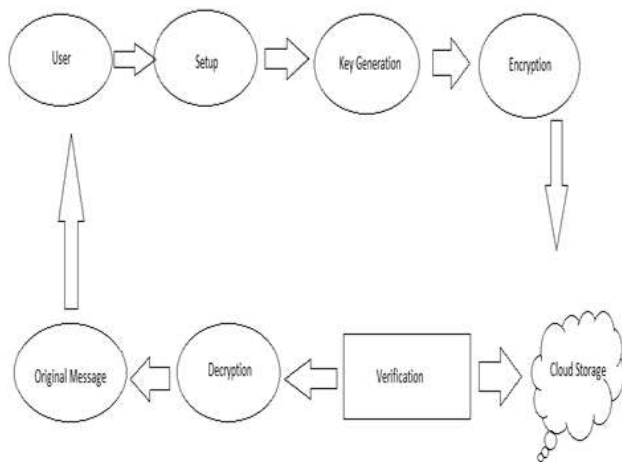 User
Setup
Key Generation
Encryption
Original Message
Decryption
Verification
Cloud Storage